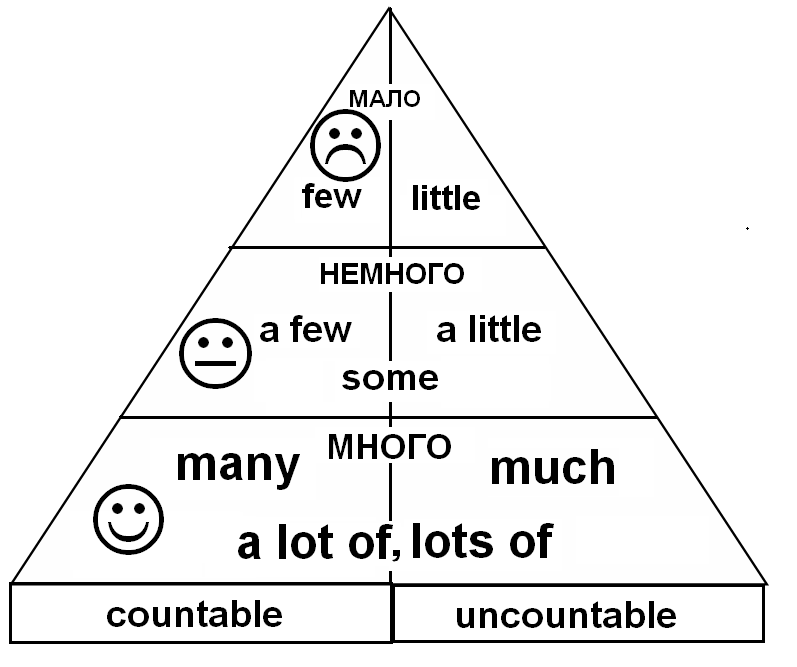 МАЛО
few little
НЕМНОГО
a few a little
some
МНОГО
many much
a lot of, lots of
countable uncountable